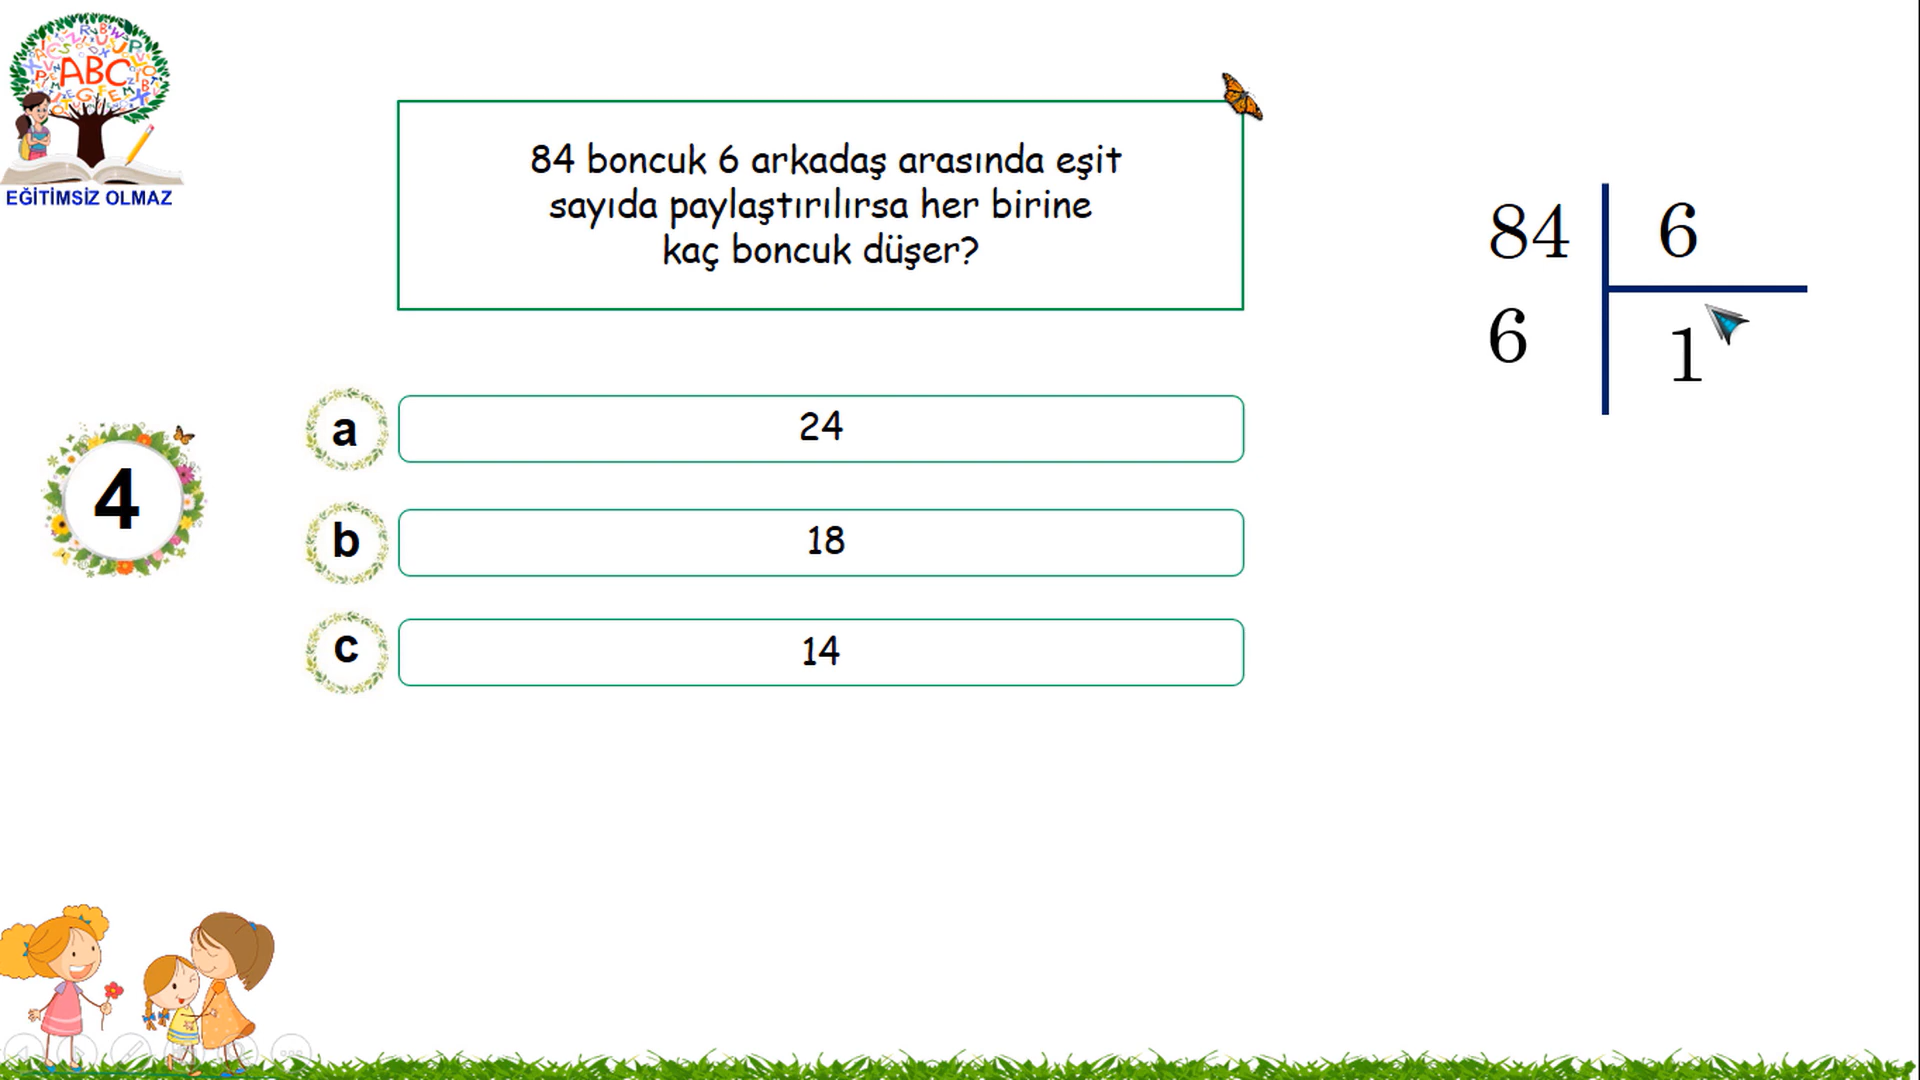 ABC
EĞİTİMSİZ OLMAZ
84 boncuk 6 arkadaş arasında eşit
sayıda paylaştırılırsa her birine
kaç boncuk düşer?
84 6
6 1
4
a 24
b 18
c 14